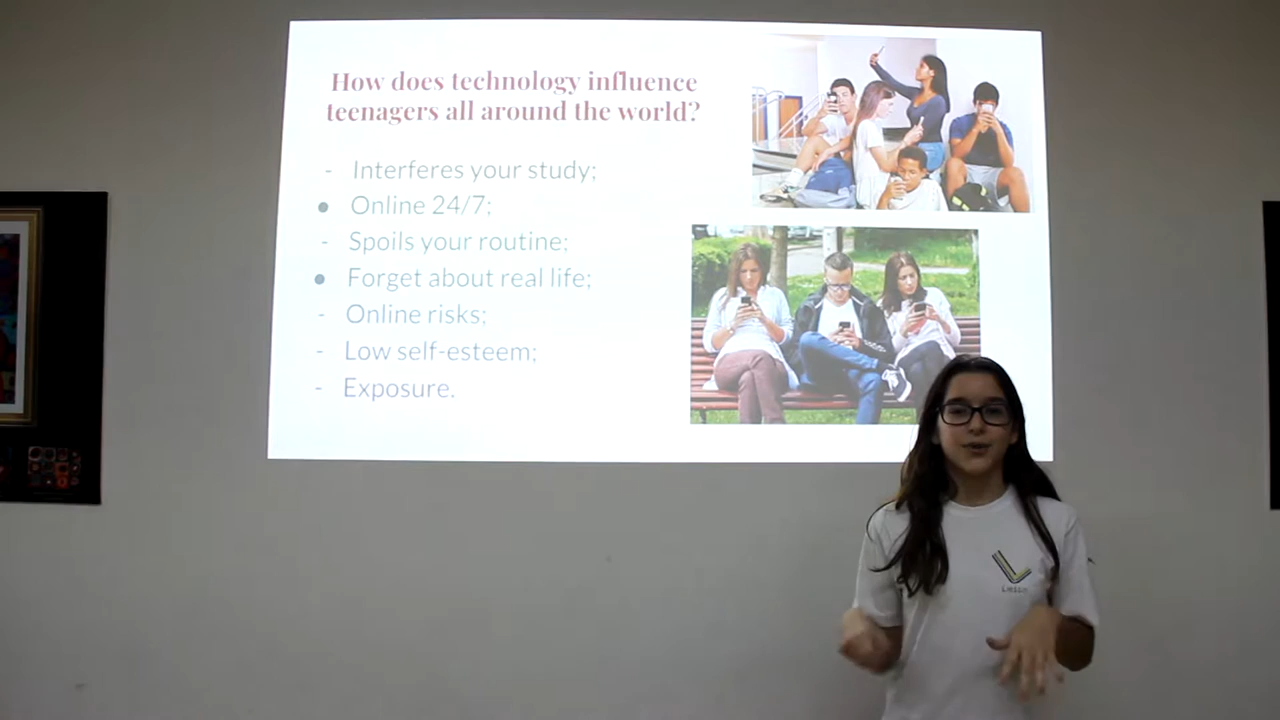 How does technology influence
teenagers all around the world?
- Interferes your study;
● Online 24/7;
- Spoils your routine;
● Forget about real life;
- Online risks;
- Low self-esteem;
- Exposure.